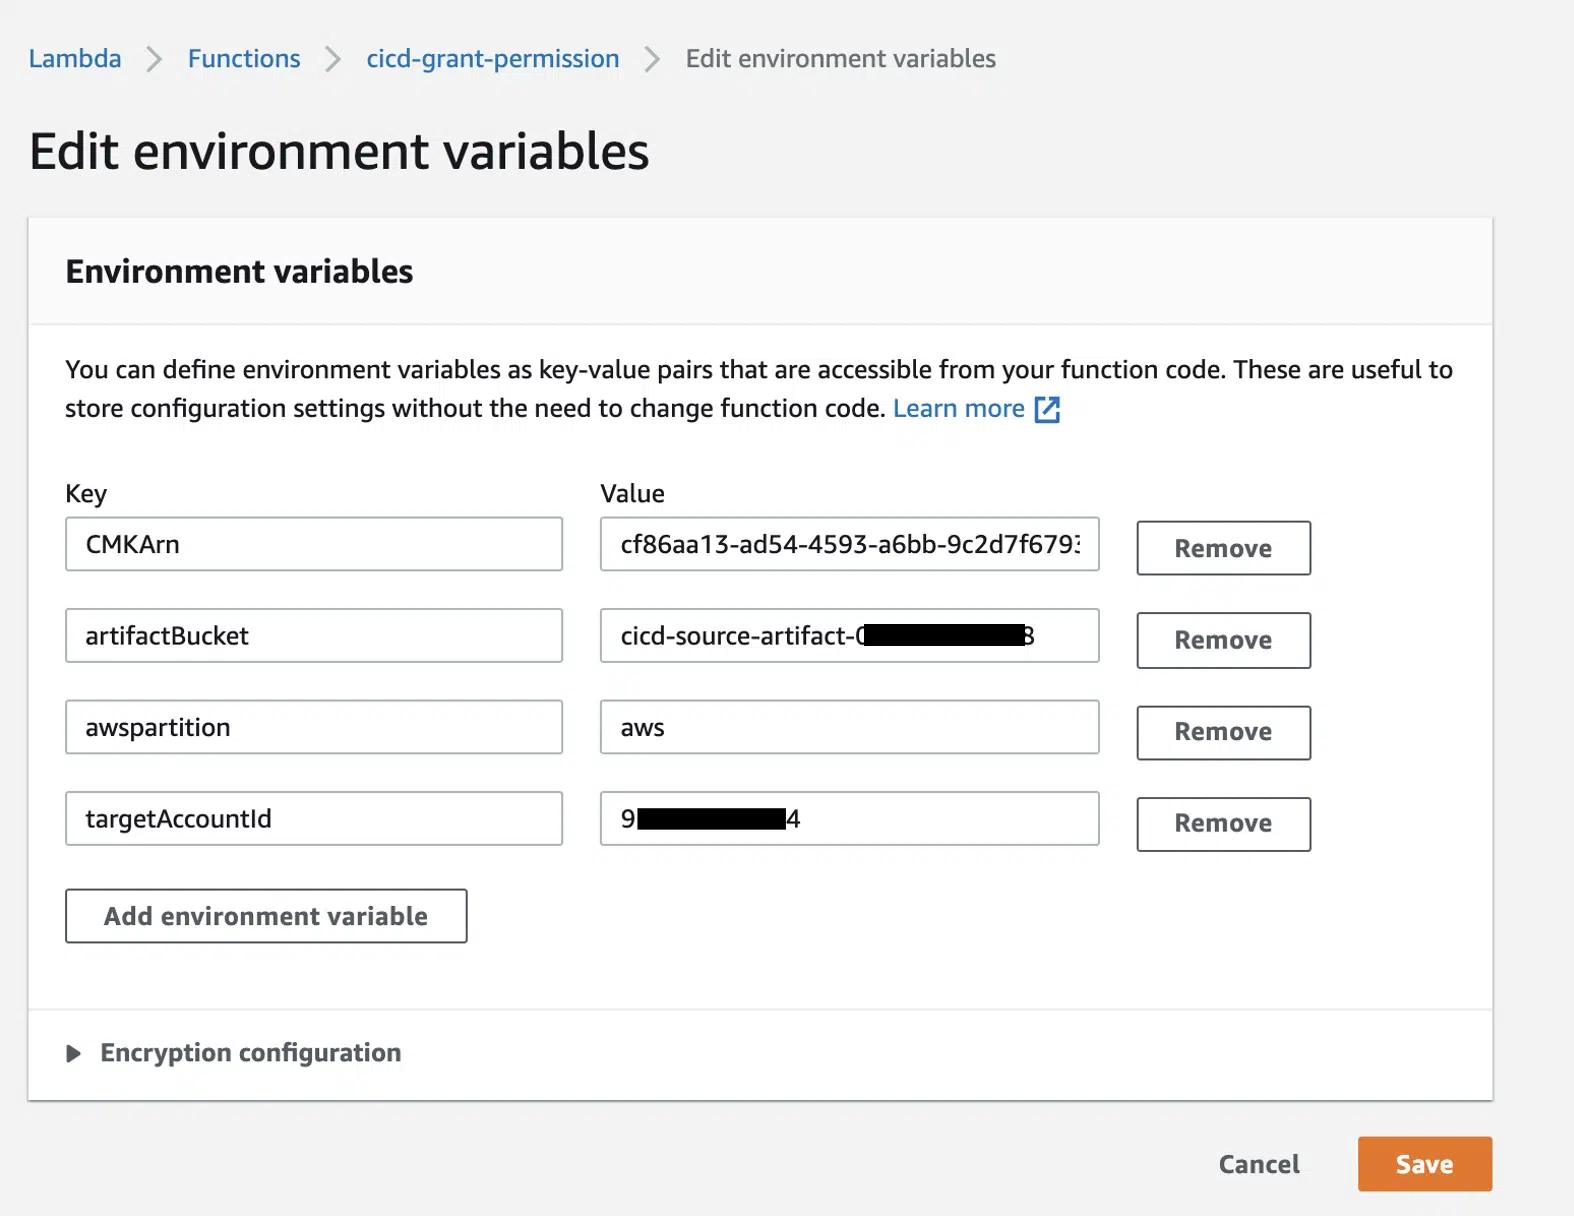 Lambda > Functions > cicd-grant-permission > Edit environment variables
Edit environment variables
Environment variables
You can define environment variables as key-value pairs that are accessible from your function code. These are useful to
store configuration settings without the need to change function code. Learn more
Key Value
CMKArn cf86aa13-ad54-4593-a6bb-9c2d7f679 Remove
artifactBucket cicd-source-artifact- 8 Remove
awspartition aws Remove
targetAccountId 9 4 Remove
Add environment variable
Encryption configuration
Cancel Save